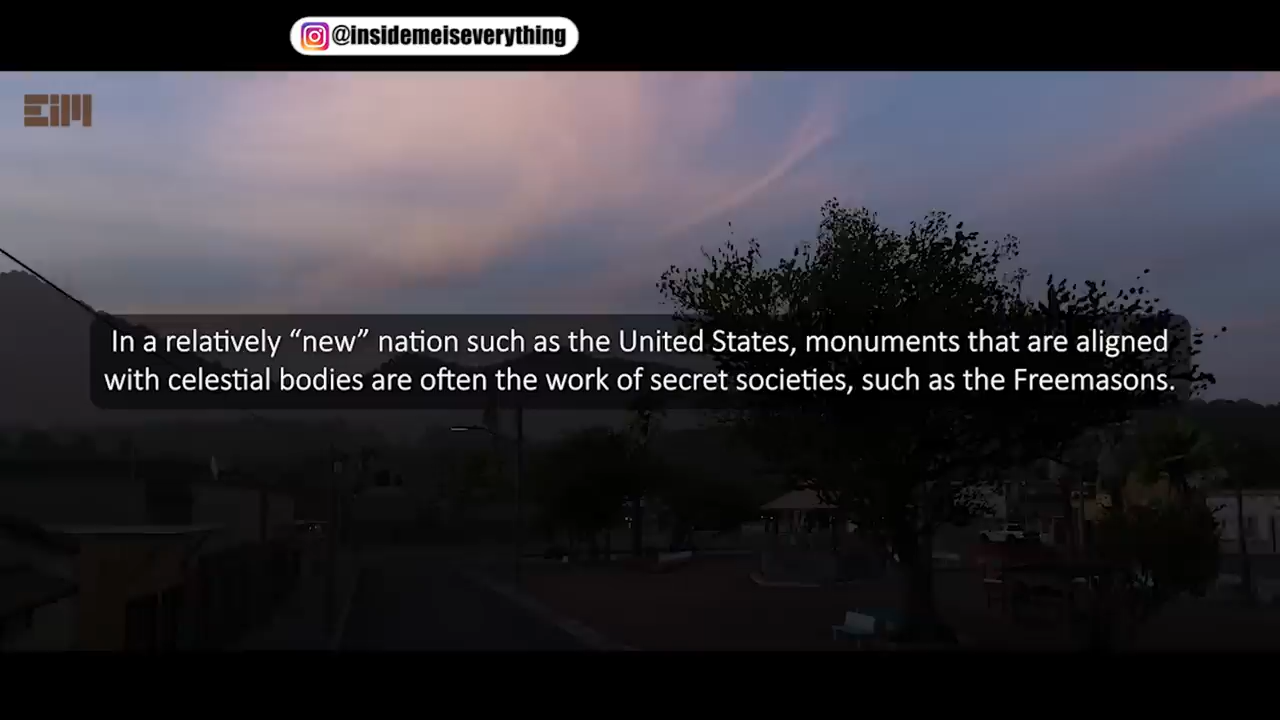 @insidemeiseverything
EiM
In a relatively “new” nation such as the United States, monuments that are aligned
with celestial bodies are often the work of secret societies, such as the Freemasons.